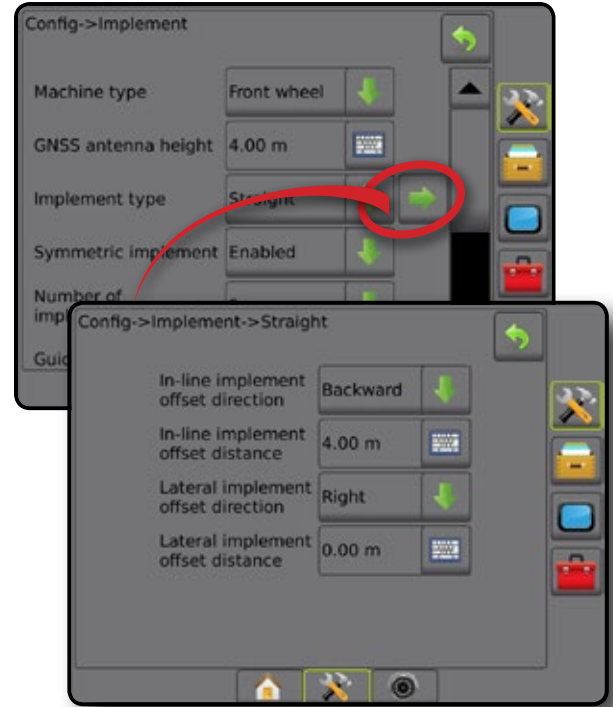 Config->Implement
Machine type Front wheel
GNSS antenna height 4.00 m
Implement type Straight
Symmetric implement Enabled
Number of
Config->Implement->Straight
In-line implement
offset direction Backward
In-line implement
offset distance 4.00 m
Lateral implement
offset direction Right
Lateral implement
offset distance 0.00 m